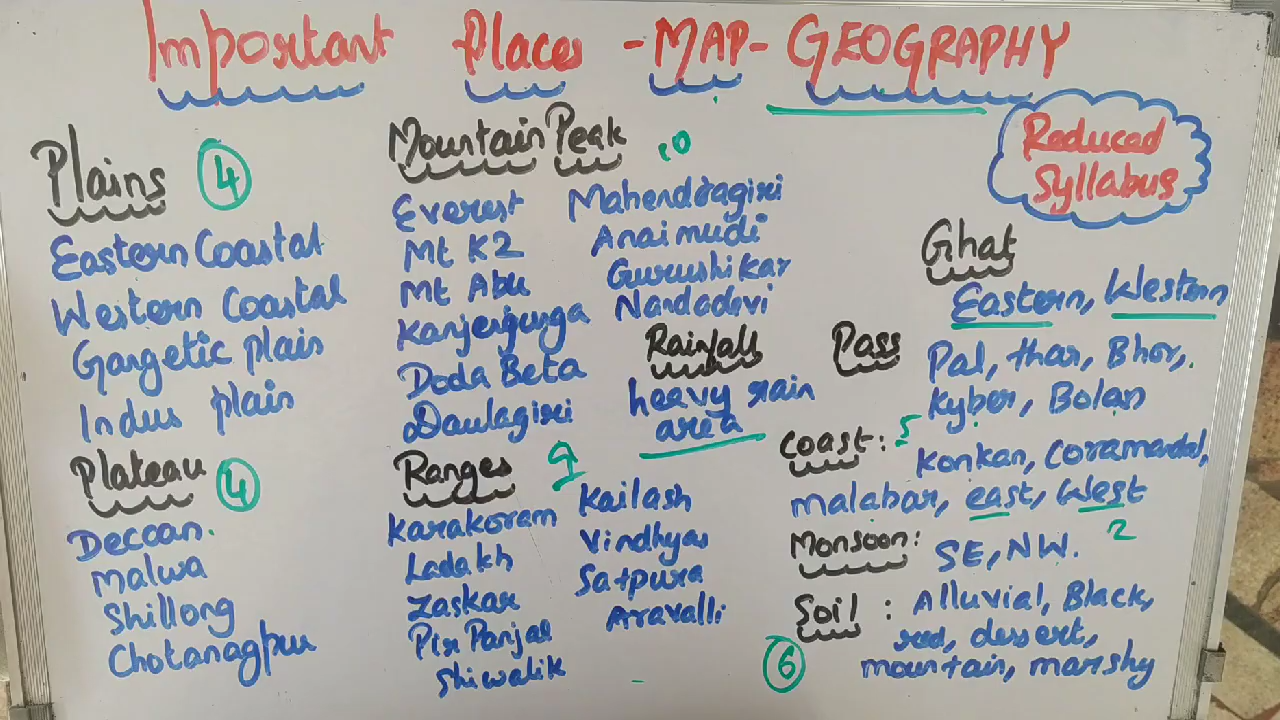 Important Places - MAP - GEOGRAPHY
Reduced
Syllabus
Plains 4
Eastern Coastal
Western Coastal
Gangetic plain
Indus plain
Plateau 4
Deccan.
Malwa
Shillong
Chotanagpur
Mountain Peak 10
Everest
Mt K2
Mt Abu
Kanjenjunga
Doda Beta
Daulagiri
Mahendragiri
Anaimudi
Gurushikar
Nandadevi
Rainfall
heavy rain
area
Ranges 9
Karakoram
Ladakh
Zaskar
Pir Panjal
Shiwalik
Kailash
Vindhyas
Satpura
Aravalli
Ghat
Eastern, Western
Pass
Pal, thar, Bhor,
Kyber, Bolan
Coast: 5
Konkan, Coramandal,
malabar, east, West
Monsoon: SE, NW. 2
Soil : Alluvial, Black,
red, dessert,
6 mountain, marshy